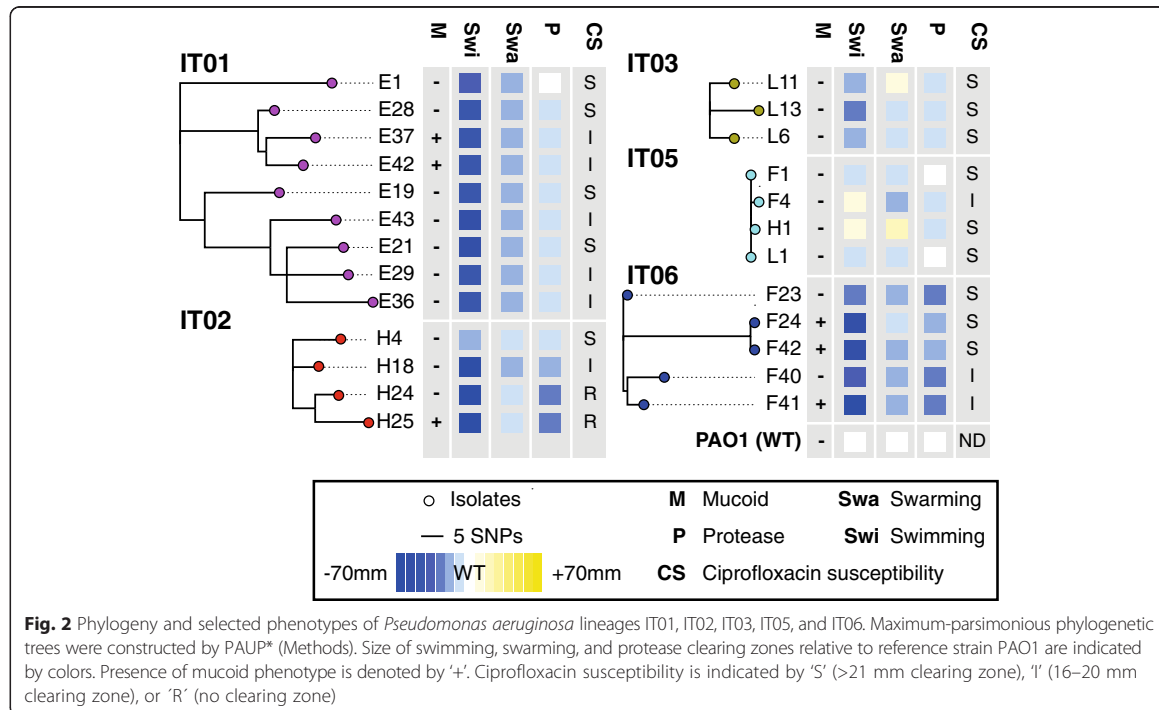 M Swi Swa P CS
IT01
E1 - S
E28 - S
E37 + I
E42 + I
E19 - S
E43 - I
E21 - S
E29 - I
E36 - I
IT02
H4 - S
H18 - I
H24 - R
H25 + R
M Swi Swa P CS
IT03
L11 - S
L13 - S
L6 - S
IT05
F1 - S
F4 - I
H1 - S
L1 - S
IT06
F23 - S
F24 + S
F42 + S
F40 - I
F41 + I
PAO1 (WT) - ND
Isolates M Mucoid Swa Swarming
5 SNPs P Protease Swi Swimming
-70mm WT +70mm CS Ciprofloxacin susceptibility
Fig. 2 Phylogeny and selected phenotypes of Pseudomonas aeruginosa lineages IT01, IT02, IT03, IT05, and IT06. Maximum-parsimonious phylogenetic
trees were constructed by PAUP* (Methods). Size of swimming, swarming, and protease clearing zones relative to reference strain PAO1 are indicated
by colors. Presence of mucoid phenotype is denoted by ‘+’. Ciprofloxacin susceptibility is indicated by ‘S’ (>21 mm clearing zone), ‘I’ (16–20 mm
clearing zone), or ´R´ (no clearing zone)